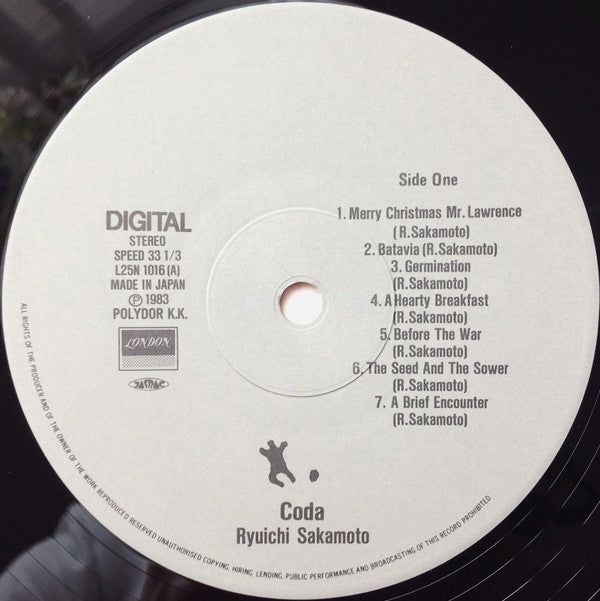 Side One
1. Merry Christmas Mr. Lawrence
(R.Sakamoto)
2. Batavia (R.Sakamoto)
3. Germination
(R.Sakamoto)
4. A Hearty Breakfast
(R.Sakamoto)
5. Before The War
(R.Sakamoto)
6. The Seed And The Sower
(R.Sakamoto)
7. A Brief Encounter
(R.Sakamoto)
DIGITAL
STEREO
SPEED 33 1/3
L25N 1016 (A)
MADE IN JAPAN
Ⓟ 1983
POLYDOR K.K.
LONDON
JASRAC
Coda
Ryuichi Sakamoto
ALL RIGHTS OF THE PRODUCER AND OF THE OWNER OF THE WORK REPRODUCED RESERVED UNAUTHORISED COPYING, HIRING, LENDING, PUBLIC PERFORMANCE AND BROADCASTING OF THIS RECORD PROHIBITED